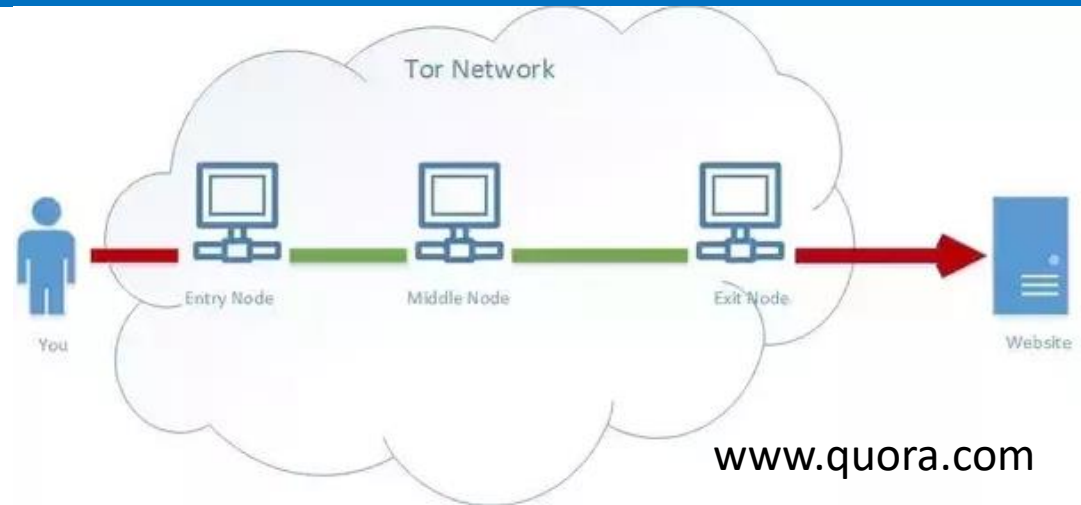 Tor Network
Entry Node
Middle Node
Exit Node
You
Website
www.quora.com